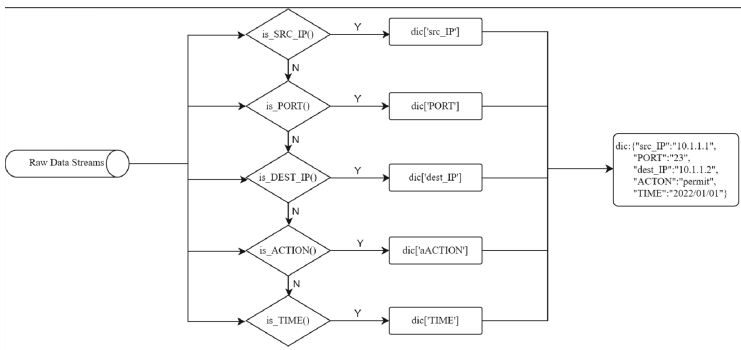 is_SRC_IP()
Y
dic['src_IP']
N
is_PORT()
Y
dic['PORT']
N
Raw Data Streams
is_DEST_IP()
Y
dic['dest_IP']
dic:{"src_IP":"10.1.1.1",
"PORT":"23",
"dest_IP":"10.1.1.2",
"ACTON":"permit",
"TIME":"2022/01/01"}
N
is_ACTION()
Y
dic['aACTION']
N
is_TIME()
Y
dic['TIME']